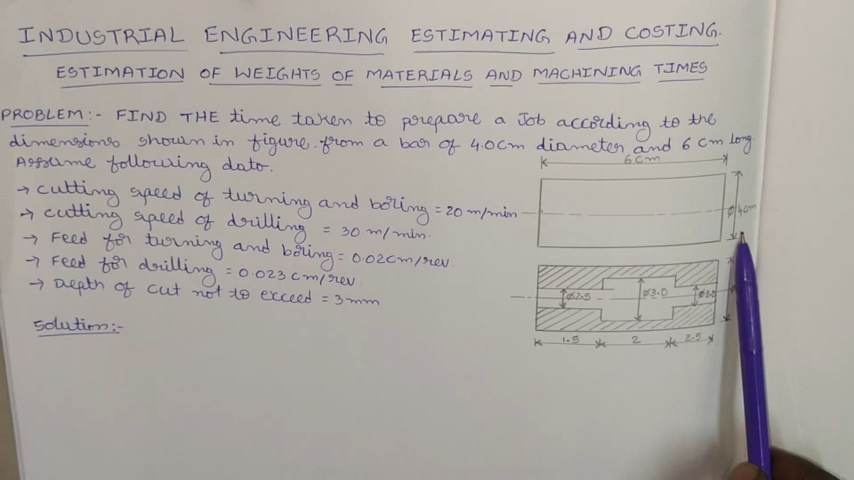 INDUSTRIAL ENGINEERING ESTIMATING AND COSTING.
ESTIMATION OF WEIGHTS OF MATERIALS AND MACHINING TIMES
PROBLEM:- FIND THE time taken to prepare a Job according to the
dimensions shown in figure. from a bar of 4.0cm diameter and 6 cm long.
Assume following data.
→ cutting speed of turning and boring = 20 m/min
→ cutting speed of drilling = 30 m/min.
→ Feed for turning and boring = 0.02cm/rev.
→ Feed for drilling = 0.023 cm/rev
→ Depth of cut not to exceed = 3mm
Solution:-
6cm
ø4cm
ø2.5
ø3.0
1.5
2
2.5